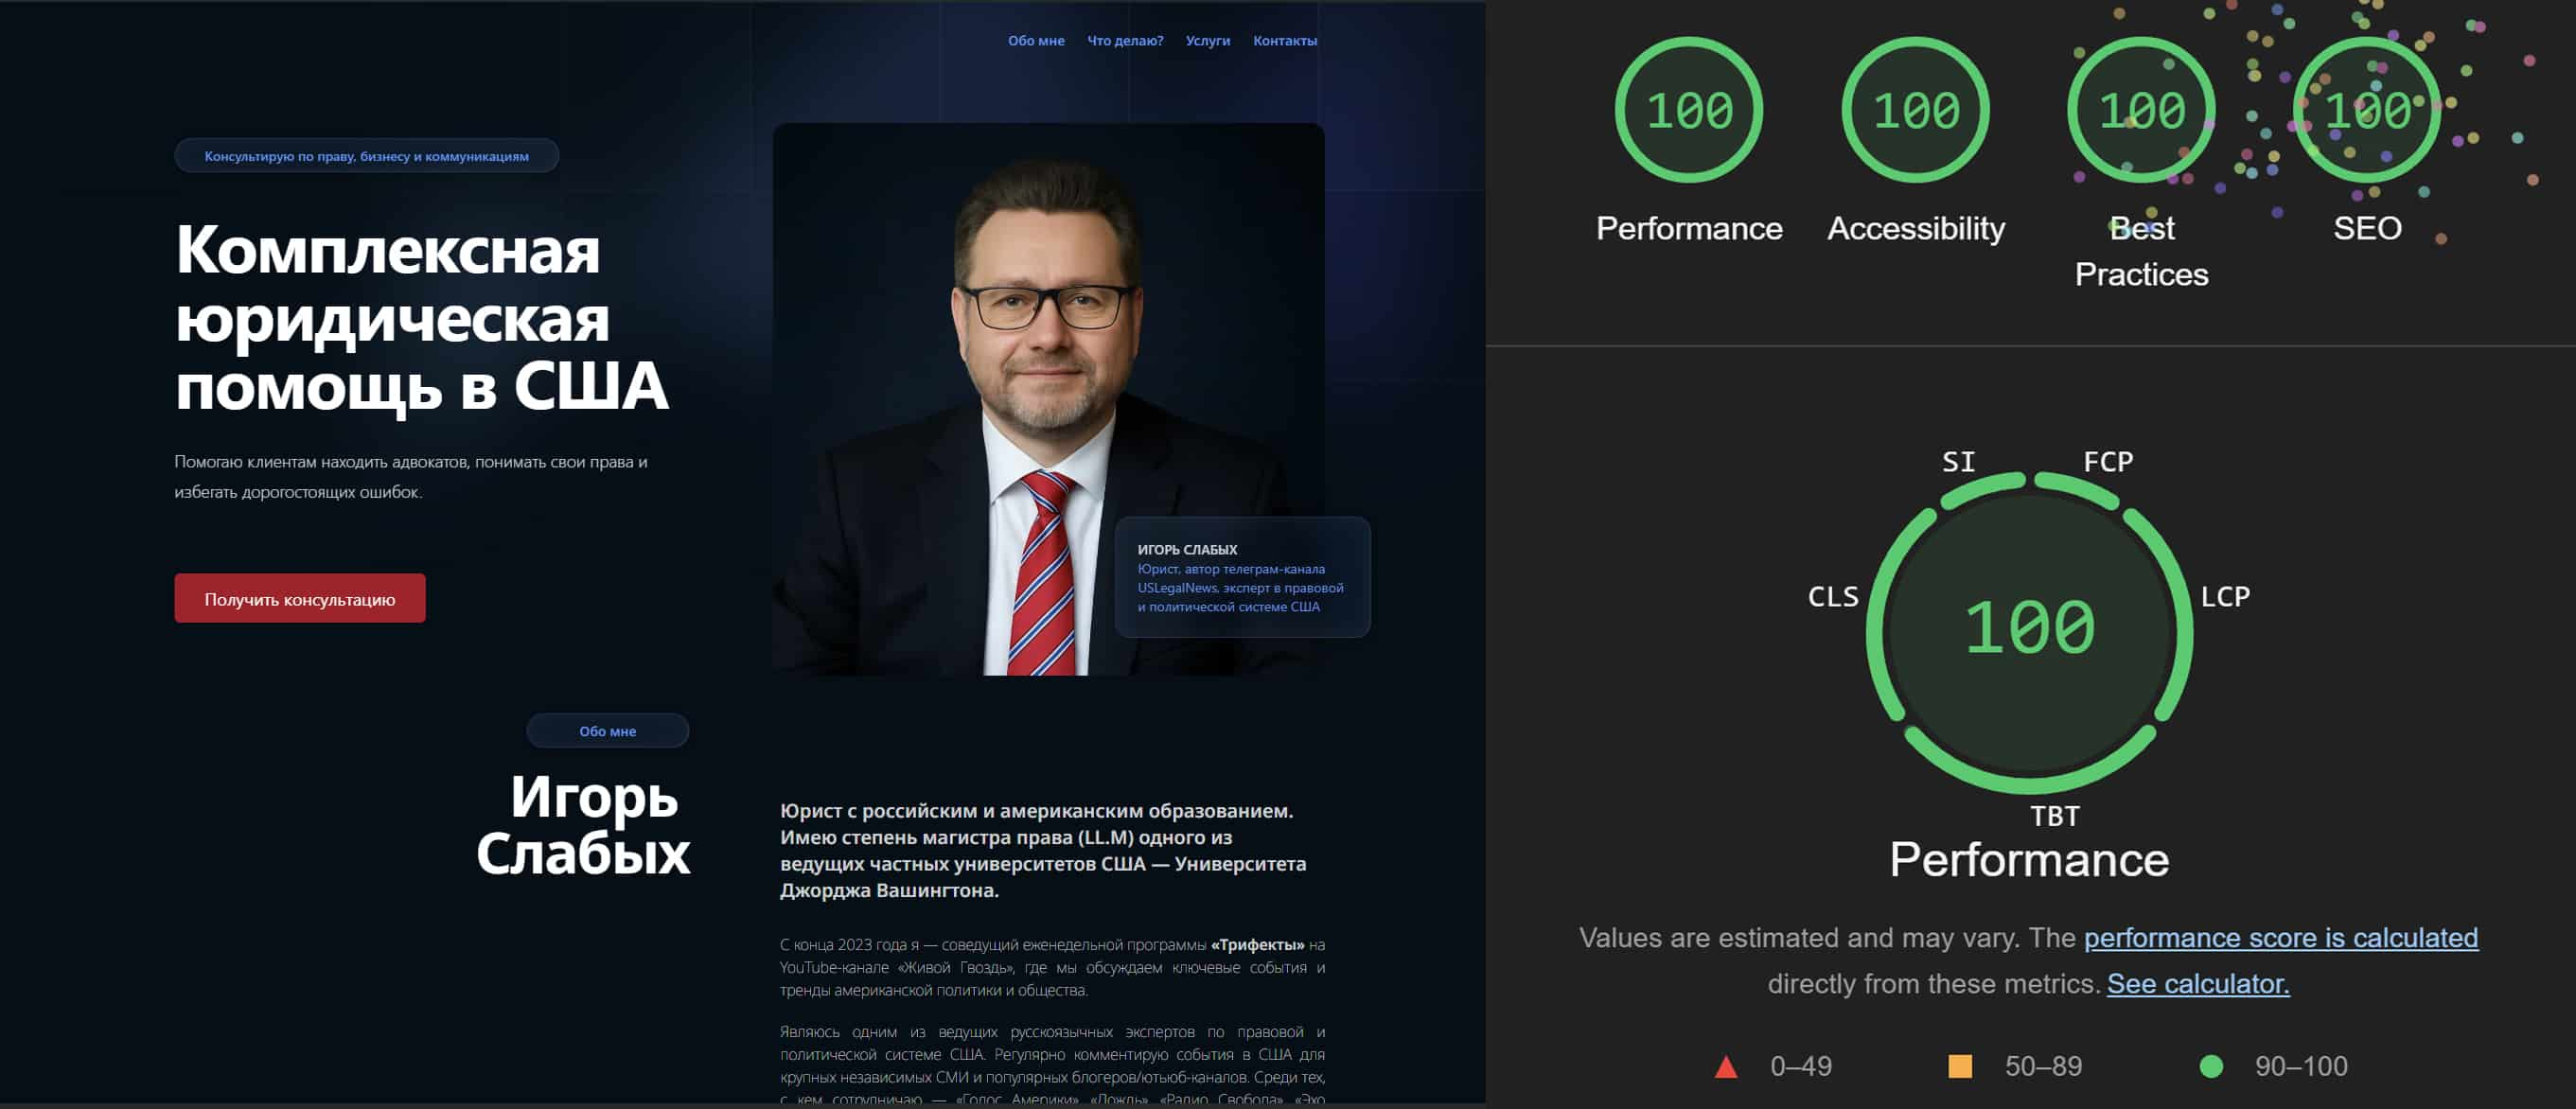 Обо мне
Что делаю?
Услуги
Контакты
Консультирую по праву, бизнесу и коммуникациям
Комплексная
юридическая
помощь в США
Помогаю клиентам находить адвокатов, понимать свои права и
избегать дорогостоящих ошибок.
Получить консультацию
ИГОРЬ СЛАБЫХ
Юрист, автор телеграм-канала
USLegalNews, эксперт в правовой
и политической системе США
Обо мне
Игорь
Слабых
Юрист с российским и американским образованием.
Имею степень магистра права (LL.M) одного из
ведущих частных университетов США — Университета
Джорджа Вашингтона.
С конца 2023 года я — соведущий еженедельной программы «Трифекты» на
YouTube-канале «Живой Гвоздь», где мы обсуждаем ключевые события и
тренды американской политики и общества.
Являюсь одним из ведущих русскоязычных экспертов по правовой и
политической системе США. Регулярно комментирую события в США для
крупных независимых СМИ и популярных блогеров/ютьюб-каналов. Среди тех,
с кем сотрудничаю — «Голос Америки», «Дождь», «Радио Свобода», «Эхо
100
100
100
100
Performance
Accessibility
Best
Practices
SEO
SI
FCP
CLS
LCP
100
TBT
Performance
Values are estimated and may vary. The performance score is calculated
directly from these metrics. See calculator.
0–49
50–89
90–100